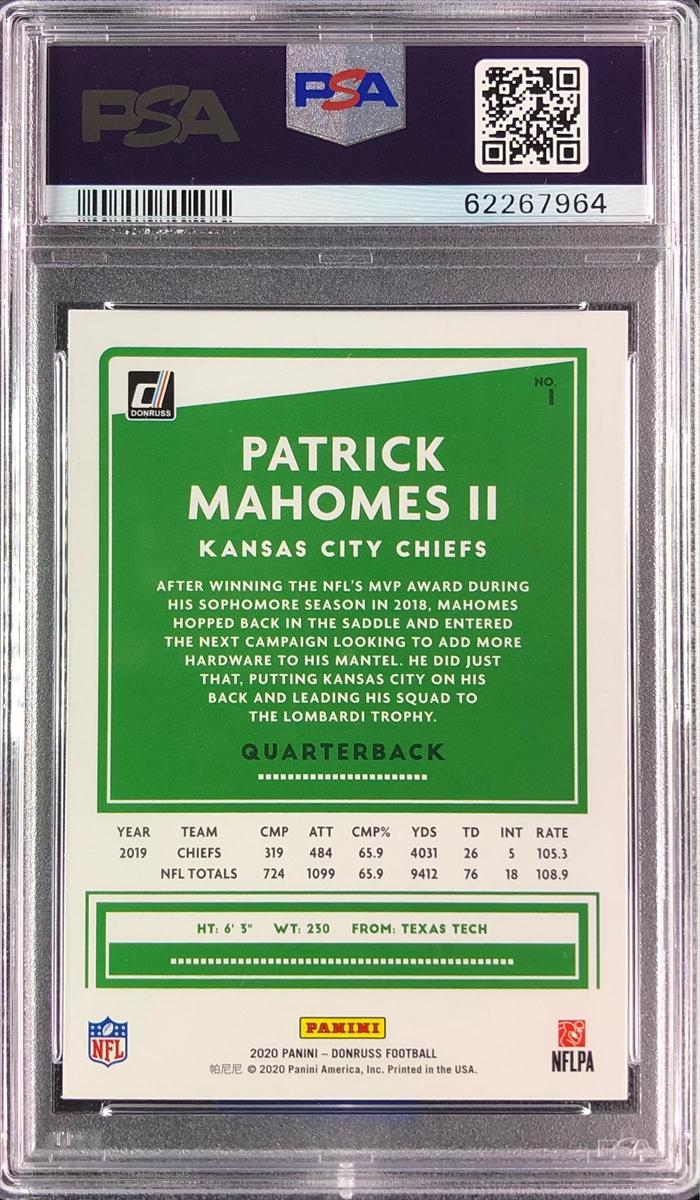 PSA
PSA
62267964
DONRUSS
NO.
1
PATRICK
MAHOMES II
KANSAS CITY CHIEFS
AFTER WINNING THE NFL'S MVP AWARD DURING
HIS SOPHOMORE SEASON IN 2018, MAHOMES
HOPPED BACK IN THE SADDLE AND ENTERED
THE NEXT CAMPAIGN LOOKING TO ADD MORE
HARDWARE TO HIS MANTEL. HE DID JUST
THAT, PUTTING KANSAS CITY ON HIS
BACK AND LEADING HIS SQUAD TO
THE LOMBARDI TROPHY.
QUARTERBACK
YEAR TEAM CMP ATT CMP% YDS TD INT RATE
2019 CHIEFS 319 484 65.9 4031 26 5 105.3
NFL TOTALS 724 1099 65.9 9412 76 18 108.9
HT: 6' 3" WT: 230 FROM: TEXAS TECH
NFL
PANINI
NFLPA
2020 PANINI – DONRUSS FOOTBALL
帕尼尼 © 2020 Panini America, Inc. Printed in the USA.
PSA